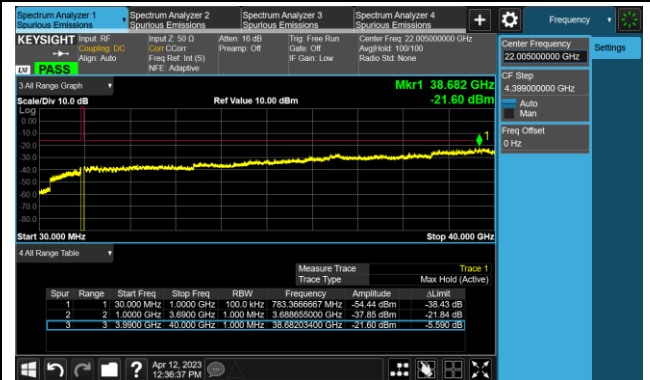 Spectrum Analyzer 1
Spurious Emissions
Spectrum Analyzer 2
Spurious Emissions
Spectrum Analyzer 3
Spurious Emissions
Spectrum Analyzer 4
Spurious Emissions
+
Frequency
KEYSIGHT
Input: RF
Coupling: DC
Align: Auto
Input Z: 50 Ω
Corr CCorr
Freq Ref: Int (S)
NFE: Adaptive
Atten: 16 dB
Preamp: Off
Trig: Free Run
Gate: Off
IF Gain: Low
Center Freq: 22.005000000 GHz
Avg|Hold: 100/100
Radio Std: None
LXI PASS
Center Frequency
22.005000000 GHz
Settings
CF Step
4.399000000 GHz
Auto
Man
Freq Offset
0 Hz
3 All Range Graph
Mkr1 38.682 GHz
Scale/Div 10.0 dB
Ref Value 10.00 dBm
-21.60 dBm
Log
0.00
-10.0
-20.0
-30.0
-40.0
-50.0
-60.0
-70.0
-80.0
1
Start 30.000 MHz
Stop 40.000 GHz
4 All Range Table
Measure Trace Trace 1
Trace Type Max Hold (Active)
Spur Range Start Freq Stop Freq RBW Frequency Amplitude ΔLimit
1 1 30.000 MHz 1.0000 GHz 100.0 kHz 783.3666667 MHz -54.44 dBm -38.43 dB
2 2 1.0000 GHz 3.6900 GHz 1.000 MHz 3.688655000 GHz -37.85 dBm -21.84 dB
3 3 3.9900 GHz 40.000 GHz 1.000 MHz 38.68203400 GHz -21.60 dBm -5.590 dB
?
Apr 12, 2023
12:36:37 PM